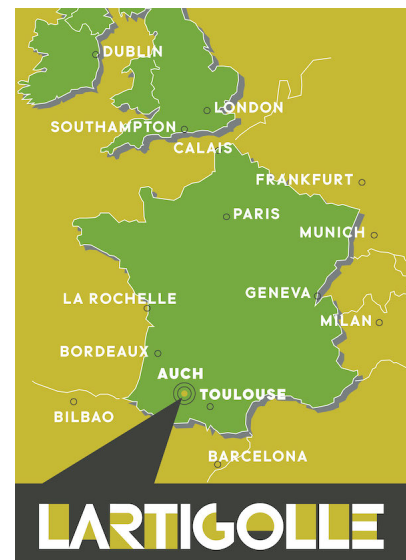 DUBLIN
LONDON
SOUTHAMPTON
CALAIS
FRANKFURT
PARIS
MUNICH
GENEVA
LA ROCHELLE
MILAN
BORDEAUX
AUCH
TOULOUSE
BILBAO
BARCELONA
LARTIGOLLE